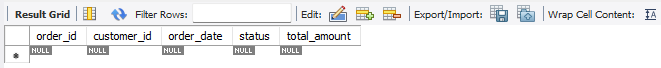 Result Grid Filter Rows: Edit: Export/Import: Wrap Cell Content:
order_id customer_id order_date status total_amount
NULL NULL NULL NULL NULL